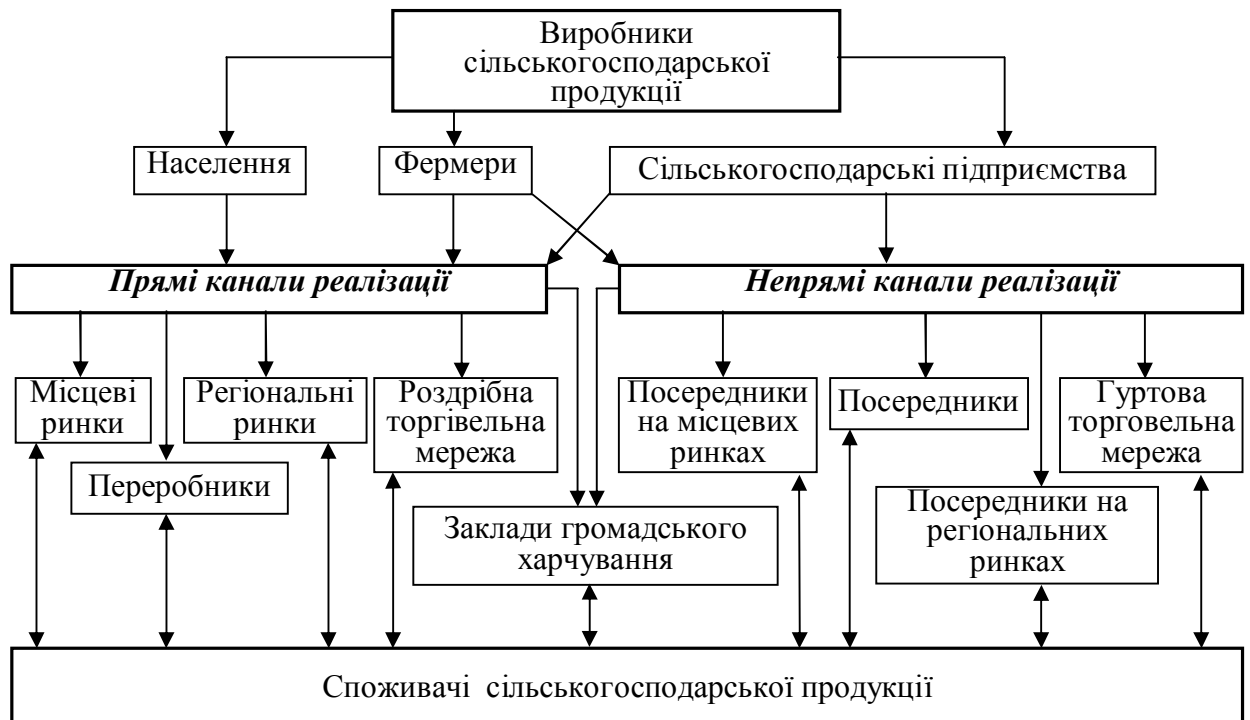 Виробники
сільськогосподарської
продукції
Населення
Фермери
Сільськогосподарські підприємства
Прямі канали реалізації
Непрямі канали реалізації
Місцеві
ринки
Регіональні
ринки
Роздрібна
торгівельна
мережа
Посередники
на місцевих
ринках
Посередники
Гуртова
торговельна
мережа
Переробники
Заклади громадського
харчування
Посередники на
регіональних
ринках
Споживачі сільськогосподарської продукції